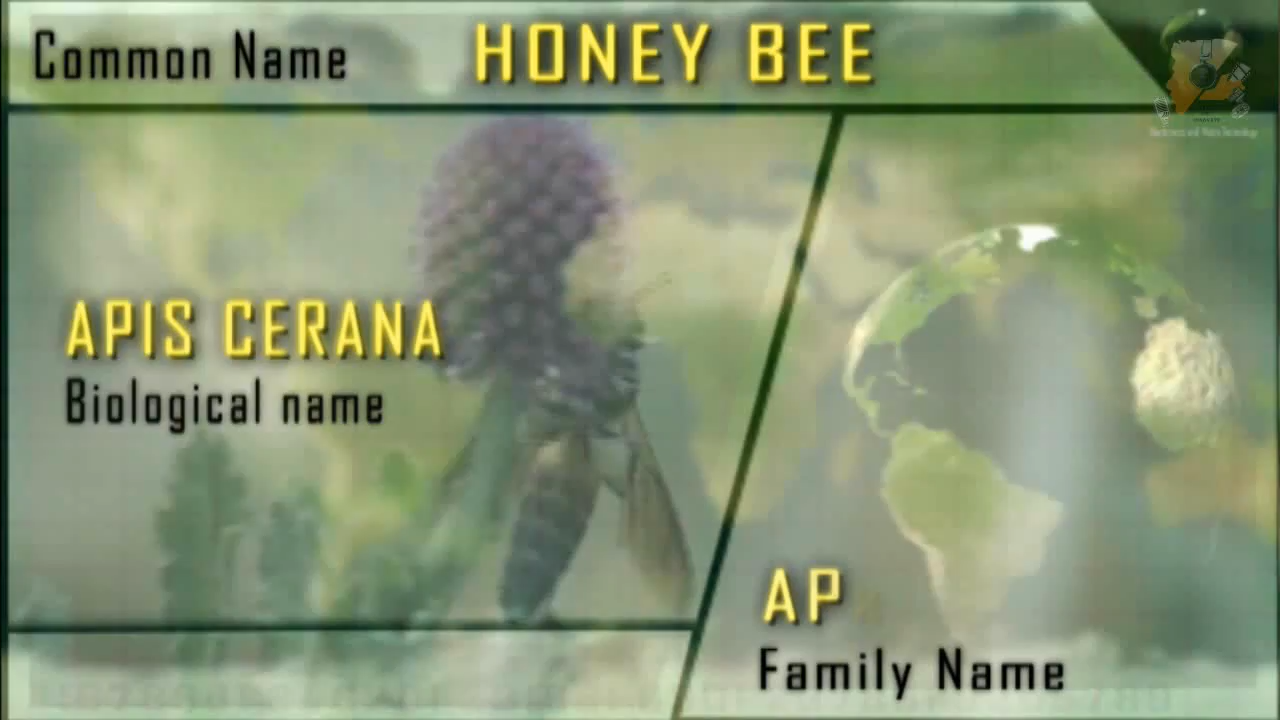 Common Name HONEY BEE
APIS CERANA
Biological name
AP
Family Name